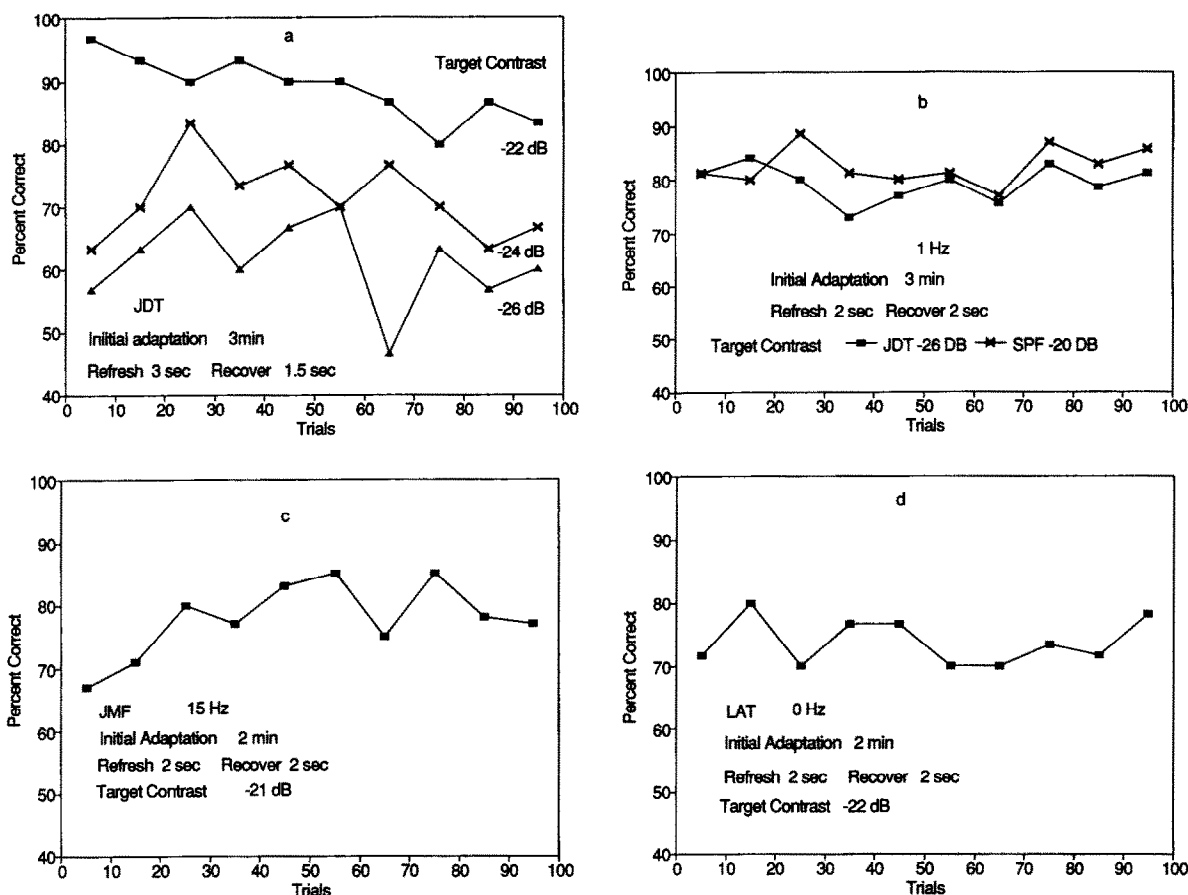 a
Target Contrast
-22 dB
-24 dB
-26 dB
JDT
Iniitial adaptation 3min
Refresh 3 sec Recover 1.5 sec
Percent Correct
100
90
80
70
60
50
40
0 10 20 30 40 50 60 70 80 90 100
Trials
b
1 Hz
Initial Adaptation 3 min
Refresh 2 sec Recover 2 sec
Target Contrast JDT -26 DB SPF -20 DB
Percent Correct
100
90
80
70
60
50
40
0 10 20 30 40 50 60 70 80 90 100
Trials
c
JMF 15 Hz
Initial Adaptation 2 min
Refresh 2 sec Recover 2 sec
Target Contrast -21 dB
Percent Correct
100
90
80
70
60
50
40
0 10 20 30 40 50 60 70 80 90 100
Trials
d
LAT 0 Hz
Initial Adaptation 2 min
Refresh 2 sec Recover 2 sec
Target Contrast -22 dB
Percent Correct
100
90
80
70
60
50
40
0 10 20 30 40 50 60 70 80 90 100
Trials